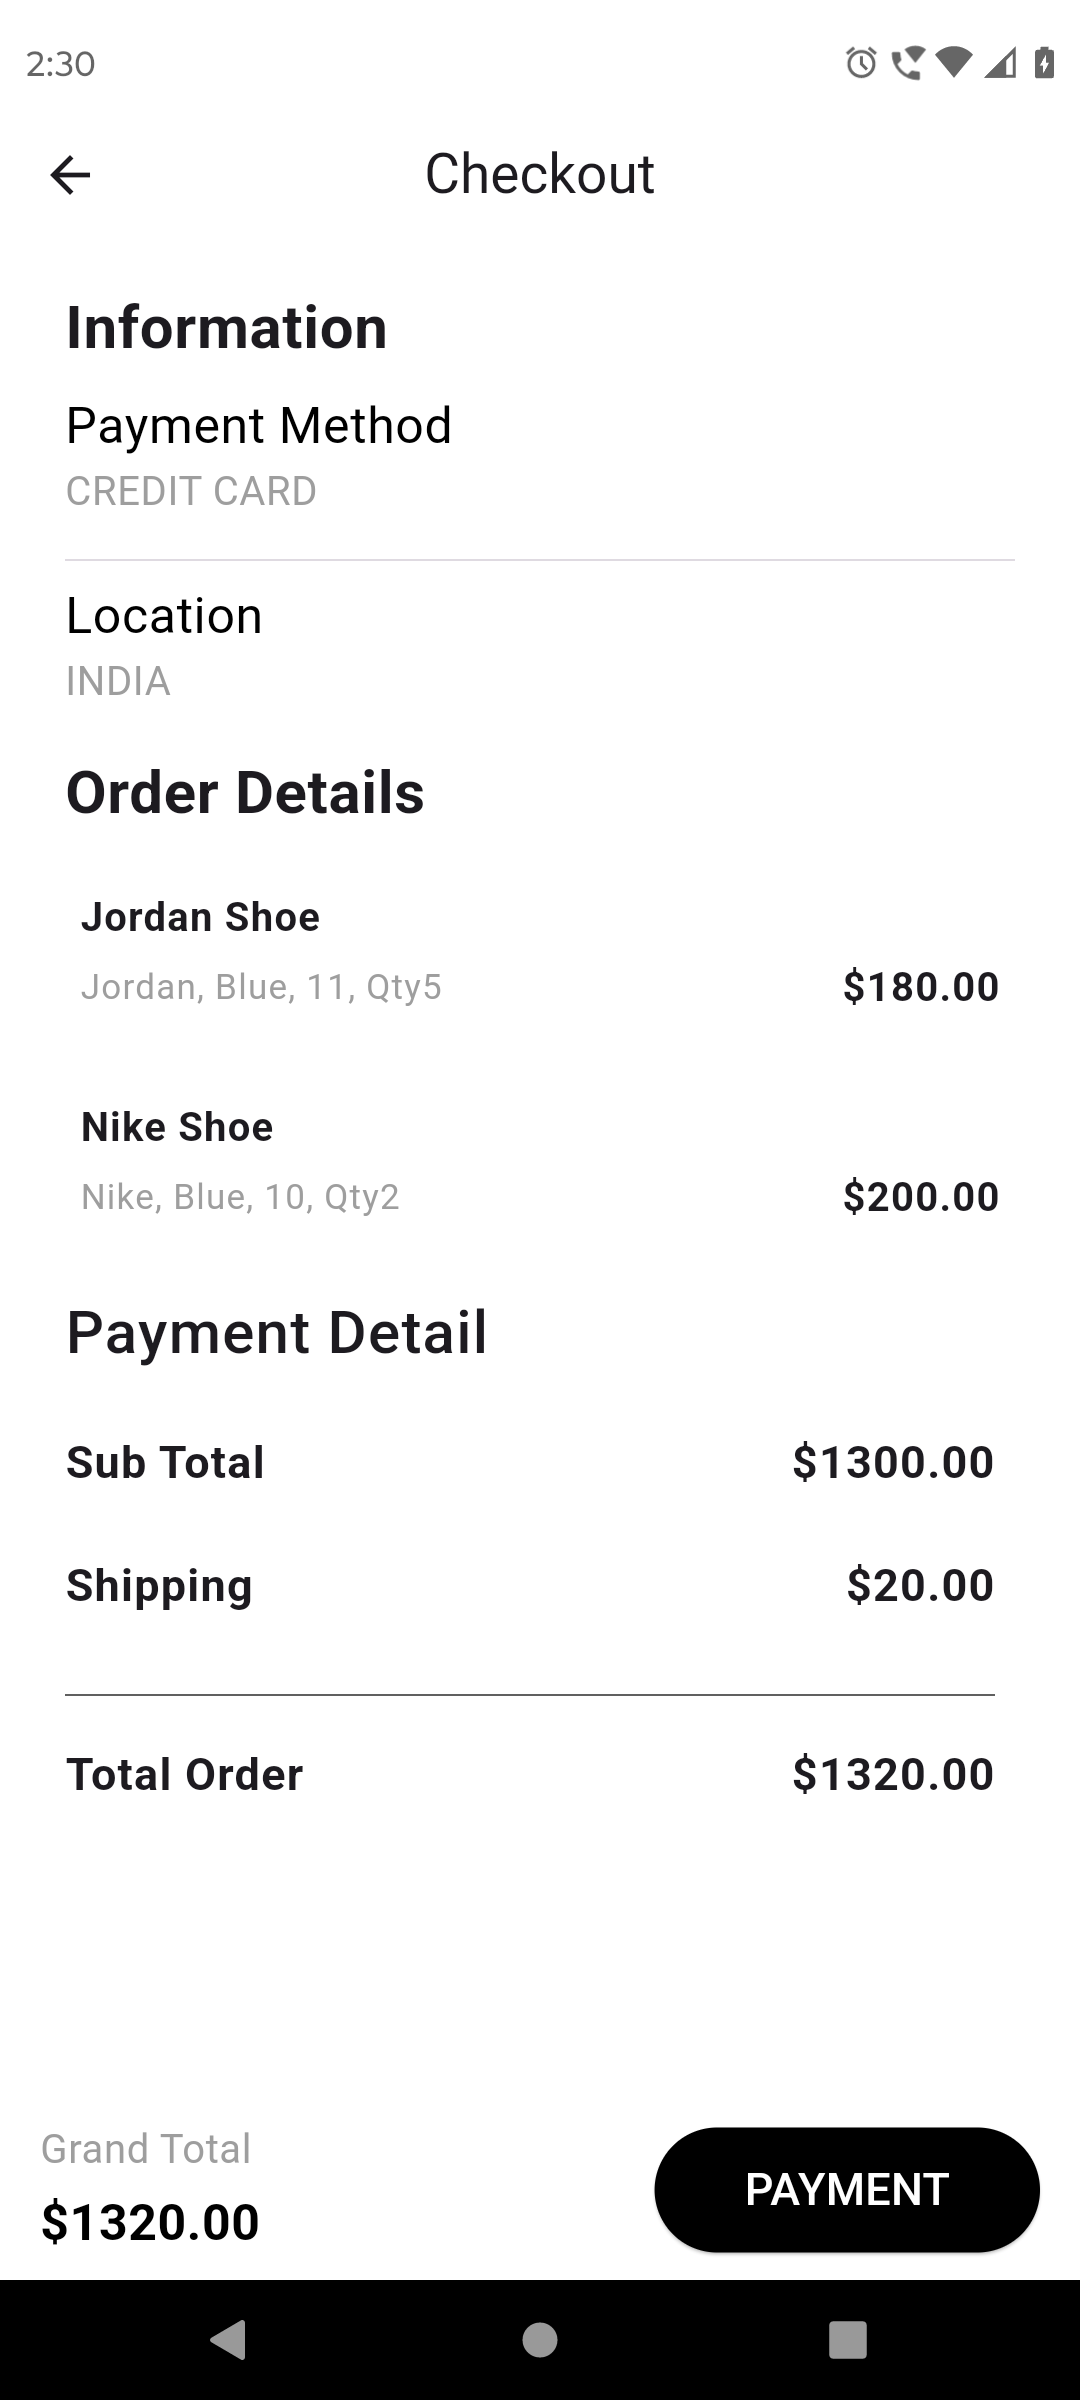 2:30
Checkout
Information
Payment Method
CREDIT CARD
Location
INDIA
Order Details
Jordan Shoe
Jordan, Blue, 11, Qty5 $180.00
Nike Shoe
Nike, Blue, 10, Qty2 $200.00
Payment Detail
Sub Total $1300.00
Shipping $20.00
Total Order $1320.00
Grand Total
$1320.00
PAYMENT